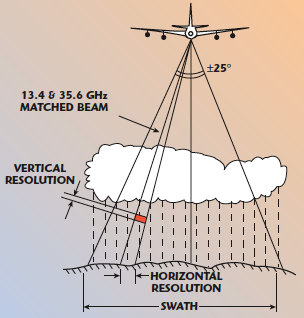 ±25°
13.4 & 35.6 GHz
MATCHED BEAM
VERTICAL
RESOLUTION
HORIZONTAL
RESOLUTION
SWATH